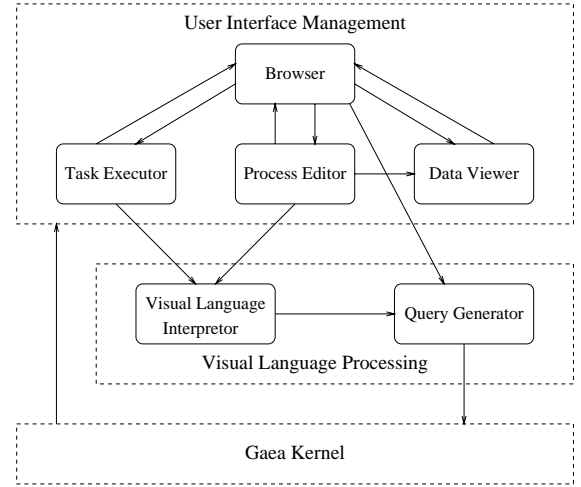 User Interface Management
Browser
Task Executor
Process Editor
Data Viewer
Visual Language
Interpretor
Query Generator
Visual Language Processing
Gaea Kernel